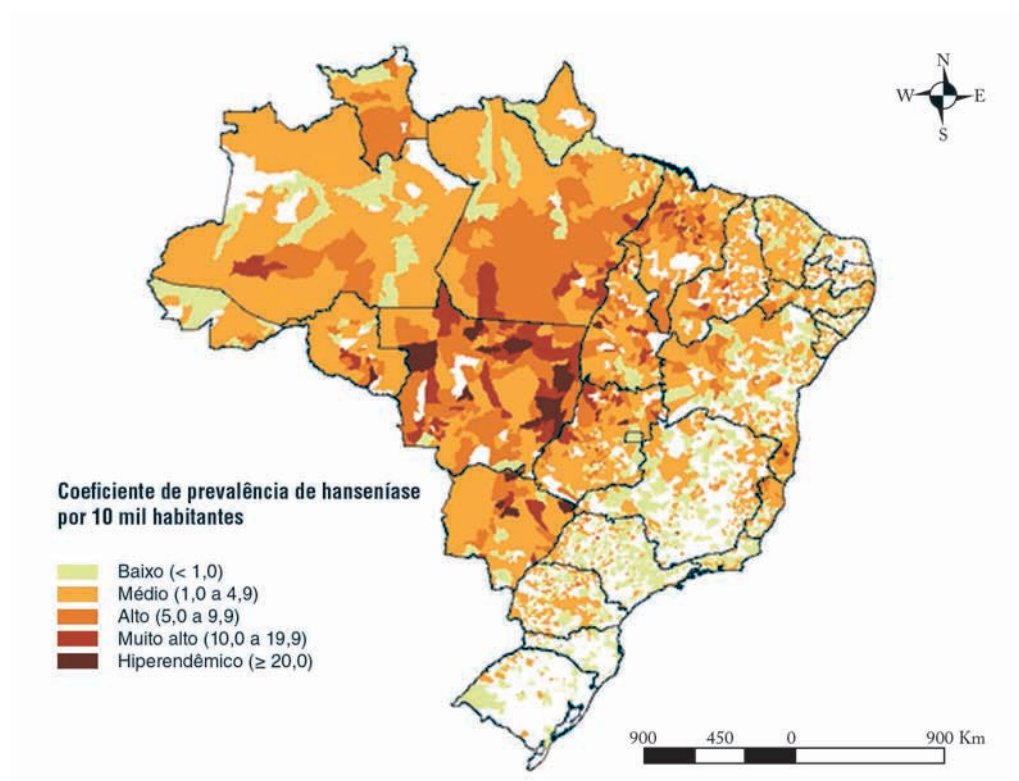 N
W E
S
Coeficiente de prevalência de hanseníase
por 10 mil habitantes
Baixo (< 1,0)
Médio (1,0 a 4,9)
Alto (5,0 a 9,9)
Muito alto (10,0 a 19,9)
Hiperendêmico (≥ 20,0)
900 450 0 900 Km